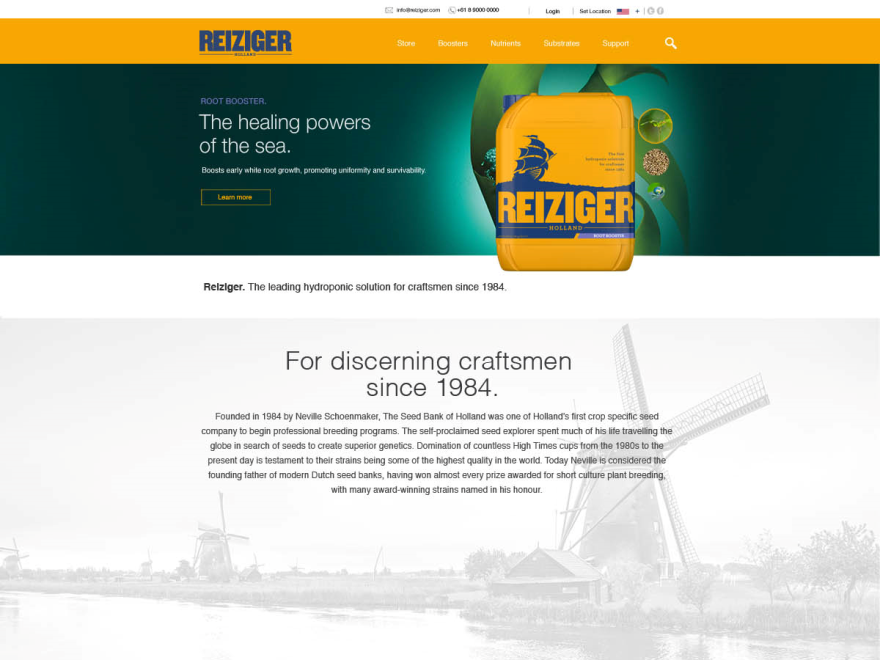 info@reiziger.com +61 8 9000 0000 Login Set Location +
REIZIGER
HOLLAND
Store Boosters Nutrients Substrates Support
ROOT BOOSTER.
The healing powers
of the sea.
Boosts early white root growth, promoting uniformity and survivability.
Learn more
REIZIGER
HOLLAND
ROOT BOOSTER
Reiziger. The leading hydroponic solution for craftsmen since 1984.
For discerning craftsmen
since 1984.
Founded in 1984 by Neville Schoenmaker, The Seed Bank of Holland was one of Holland's first crop specific seed
company to begin professional breeding programs. The self-proclaimed seed explorer spent much of his life travelling the
globe in search of seeds to create superior genetics. Domination of countless High Times cups from the 1980s to the
present day is testament to their strains being some of the highest quality in the world. Today Neville is considered the
founding father of modern Dutch seed banks, having won almost every prize awarded for short culture plant breeding,
with many award-winning strains named in his honour.